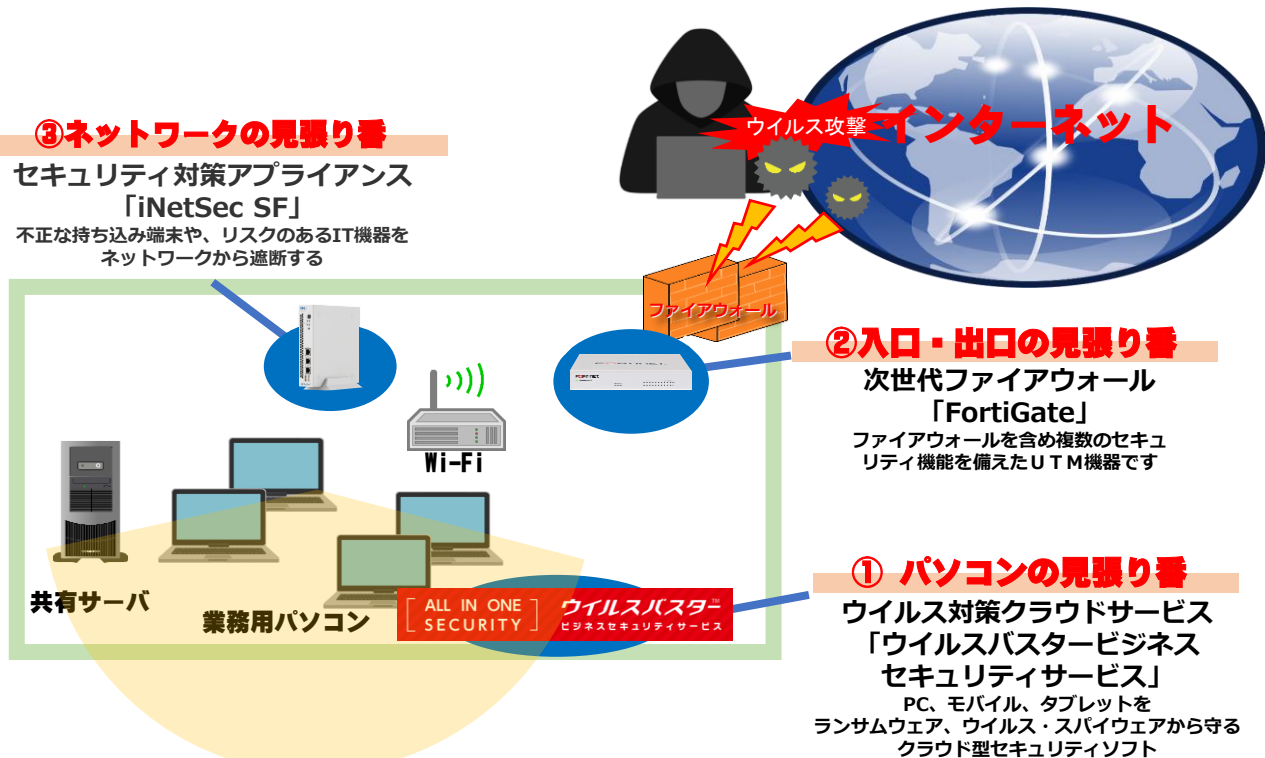 ウイルス攻撃
インターネット
③ネットワークの見張り番
セキュリティ対策アプライアンス
「iNetSec SF」
不正な持ち込み端末や、リスクのあるIT機器を
ネットワークから遮断する
ファイアウォール
②入口・出口の見張り番
次世代ファイアウォール
「FortiGate」
ファイアウォールを含め複数のセキュ
リティ機能を備えたＵＴＭ機器です
Wi-Fi
共有サーバ
業務用パソコン
ALL IN ONE
SECURITY
ウイルスバスター™
ビジネスセキュリティサービス
① パソコンの見張り番
ウイルス対策クラウドサービス
「ウイルスバスタービジネス
セキュリティサービス」
PC、モバイル、タブレットを
ランサムウェア、ウイルス・スパイウェアから守る
クラウド型セキュリティソフト